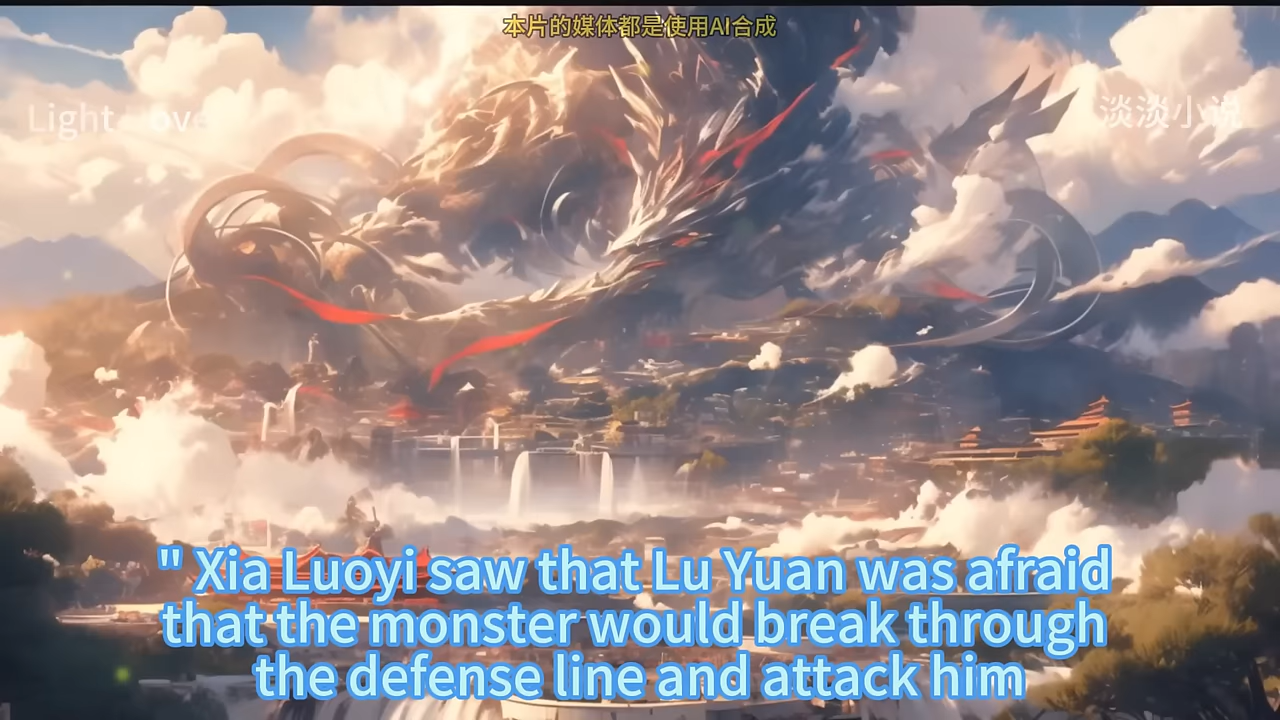 本片的媒体都是使用AI合成
Light
淡淡小说
" Xia Luoyi saw that Lu Yuan was afraid
that the monster would break through
the defense line and attack him